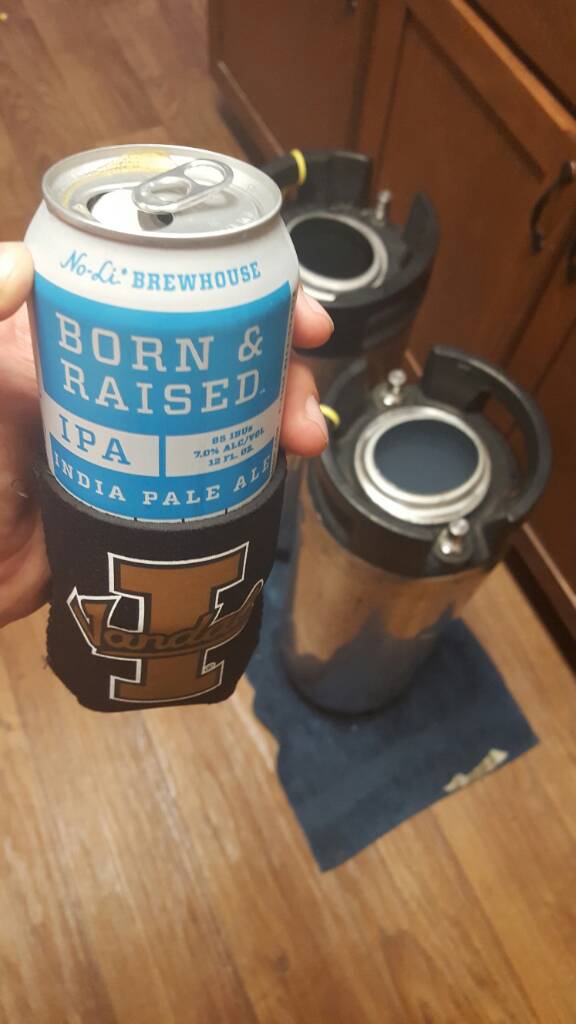 No-Li BREWHOUSE
BORN &
RAISED
IPA
85 IBUs
7.0% ALC/VOL
12 FL. OZ.
INDIA PALE ALE
I
Vandals